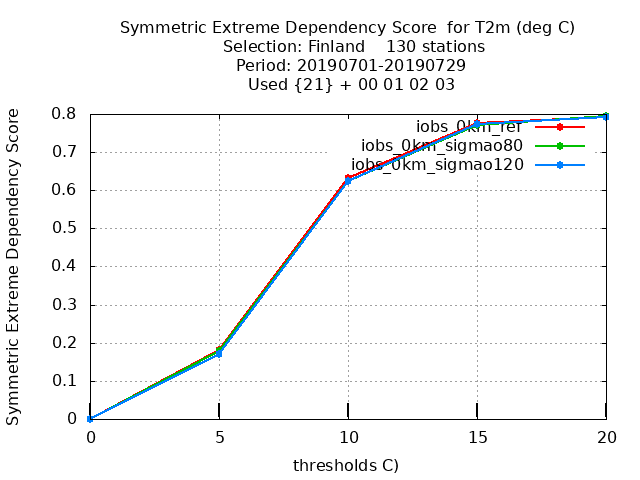 Symmetric Extreme Dependency Score for T2m (deg C)
Selection: Finland 130 stations
Period: 20190701-20190729
Used {21} + 00 01 02 03
Symmetric Extreme Dependency Score
0.8
0.7
0.6
0.5
0.4
0.3
0.2
0.1
0
iobs_0km_ref
iobs_0km_sigmao80
iobs_0km_sigmao120
0 5 10 15 20
thresholds C)